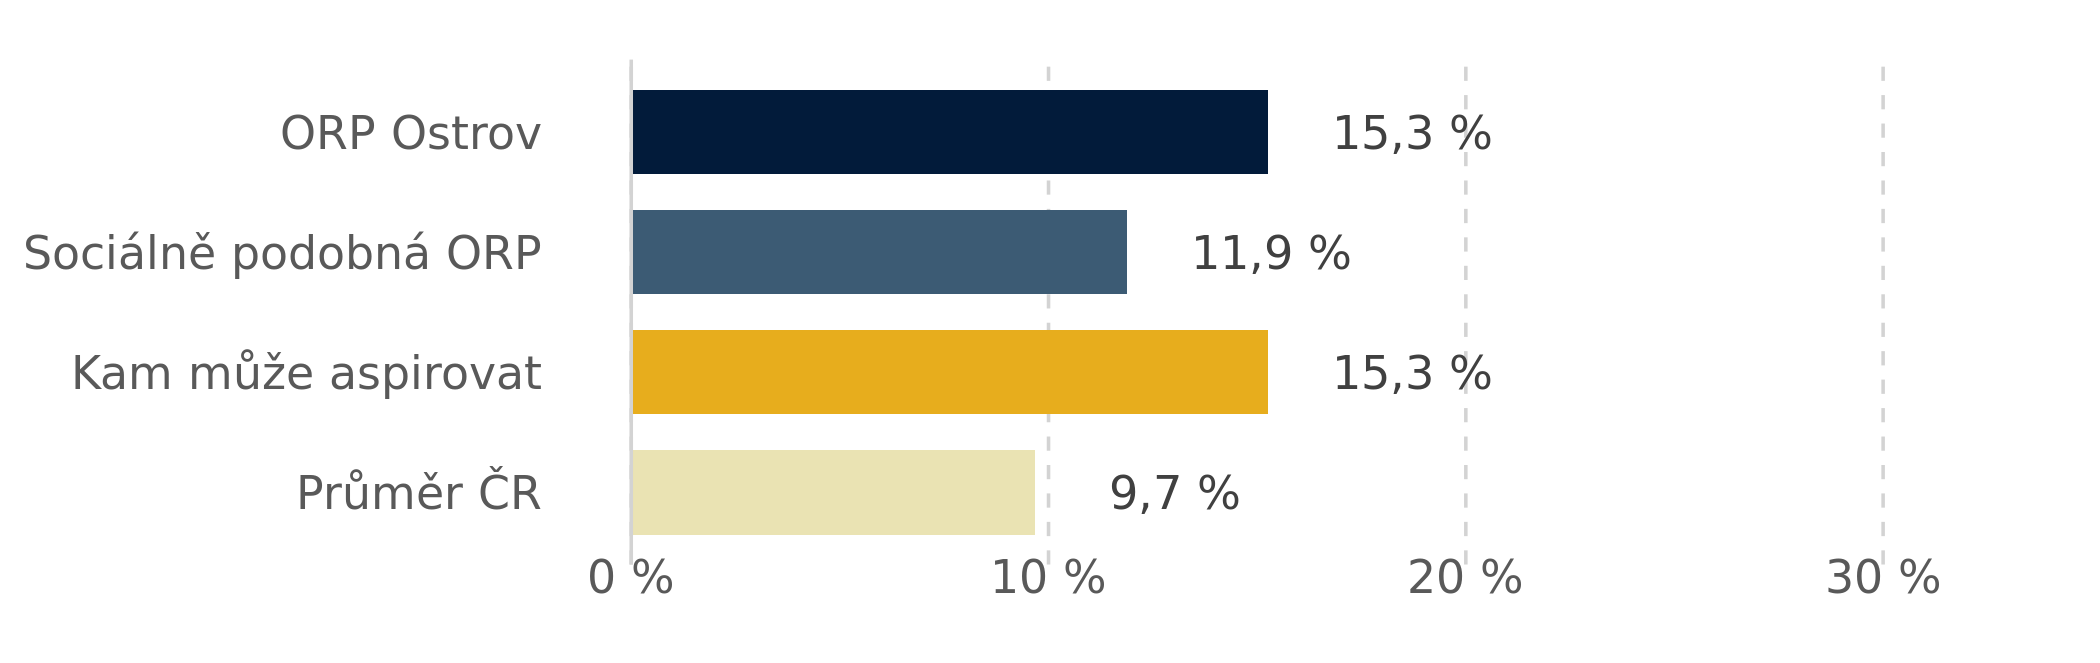 ORP Ostrov 15,3 %
Sociálně podobná ORP 11,9 %
Kam může aspirovat 15,3 %
Průměr ČR 9,7 %
0 % 10 % 20 % 30 %